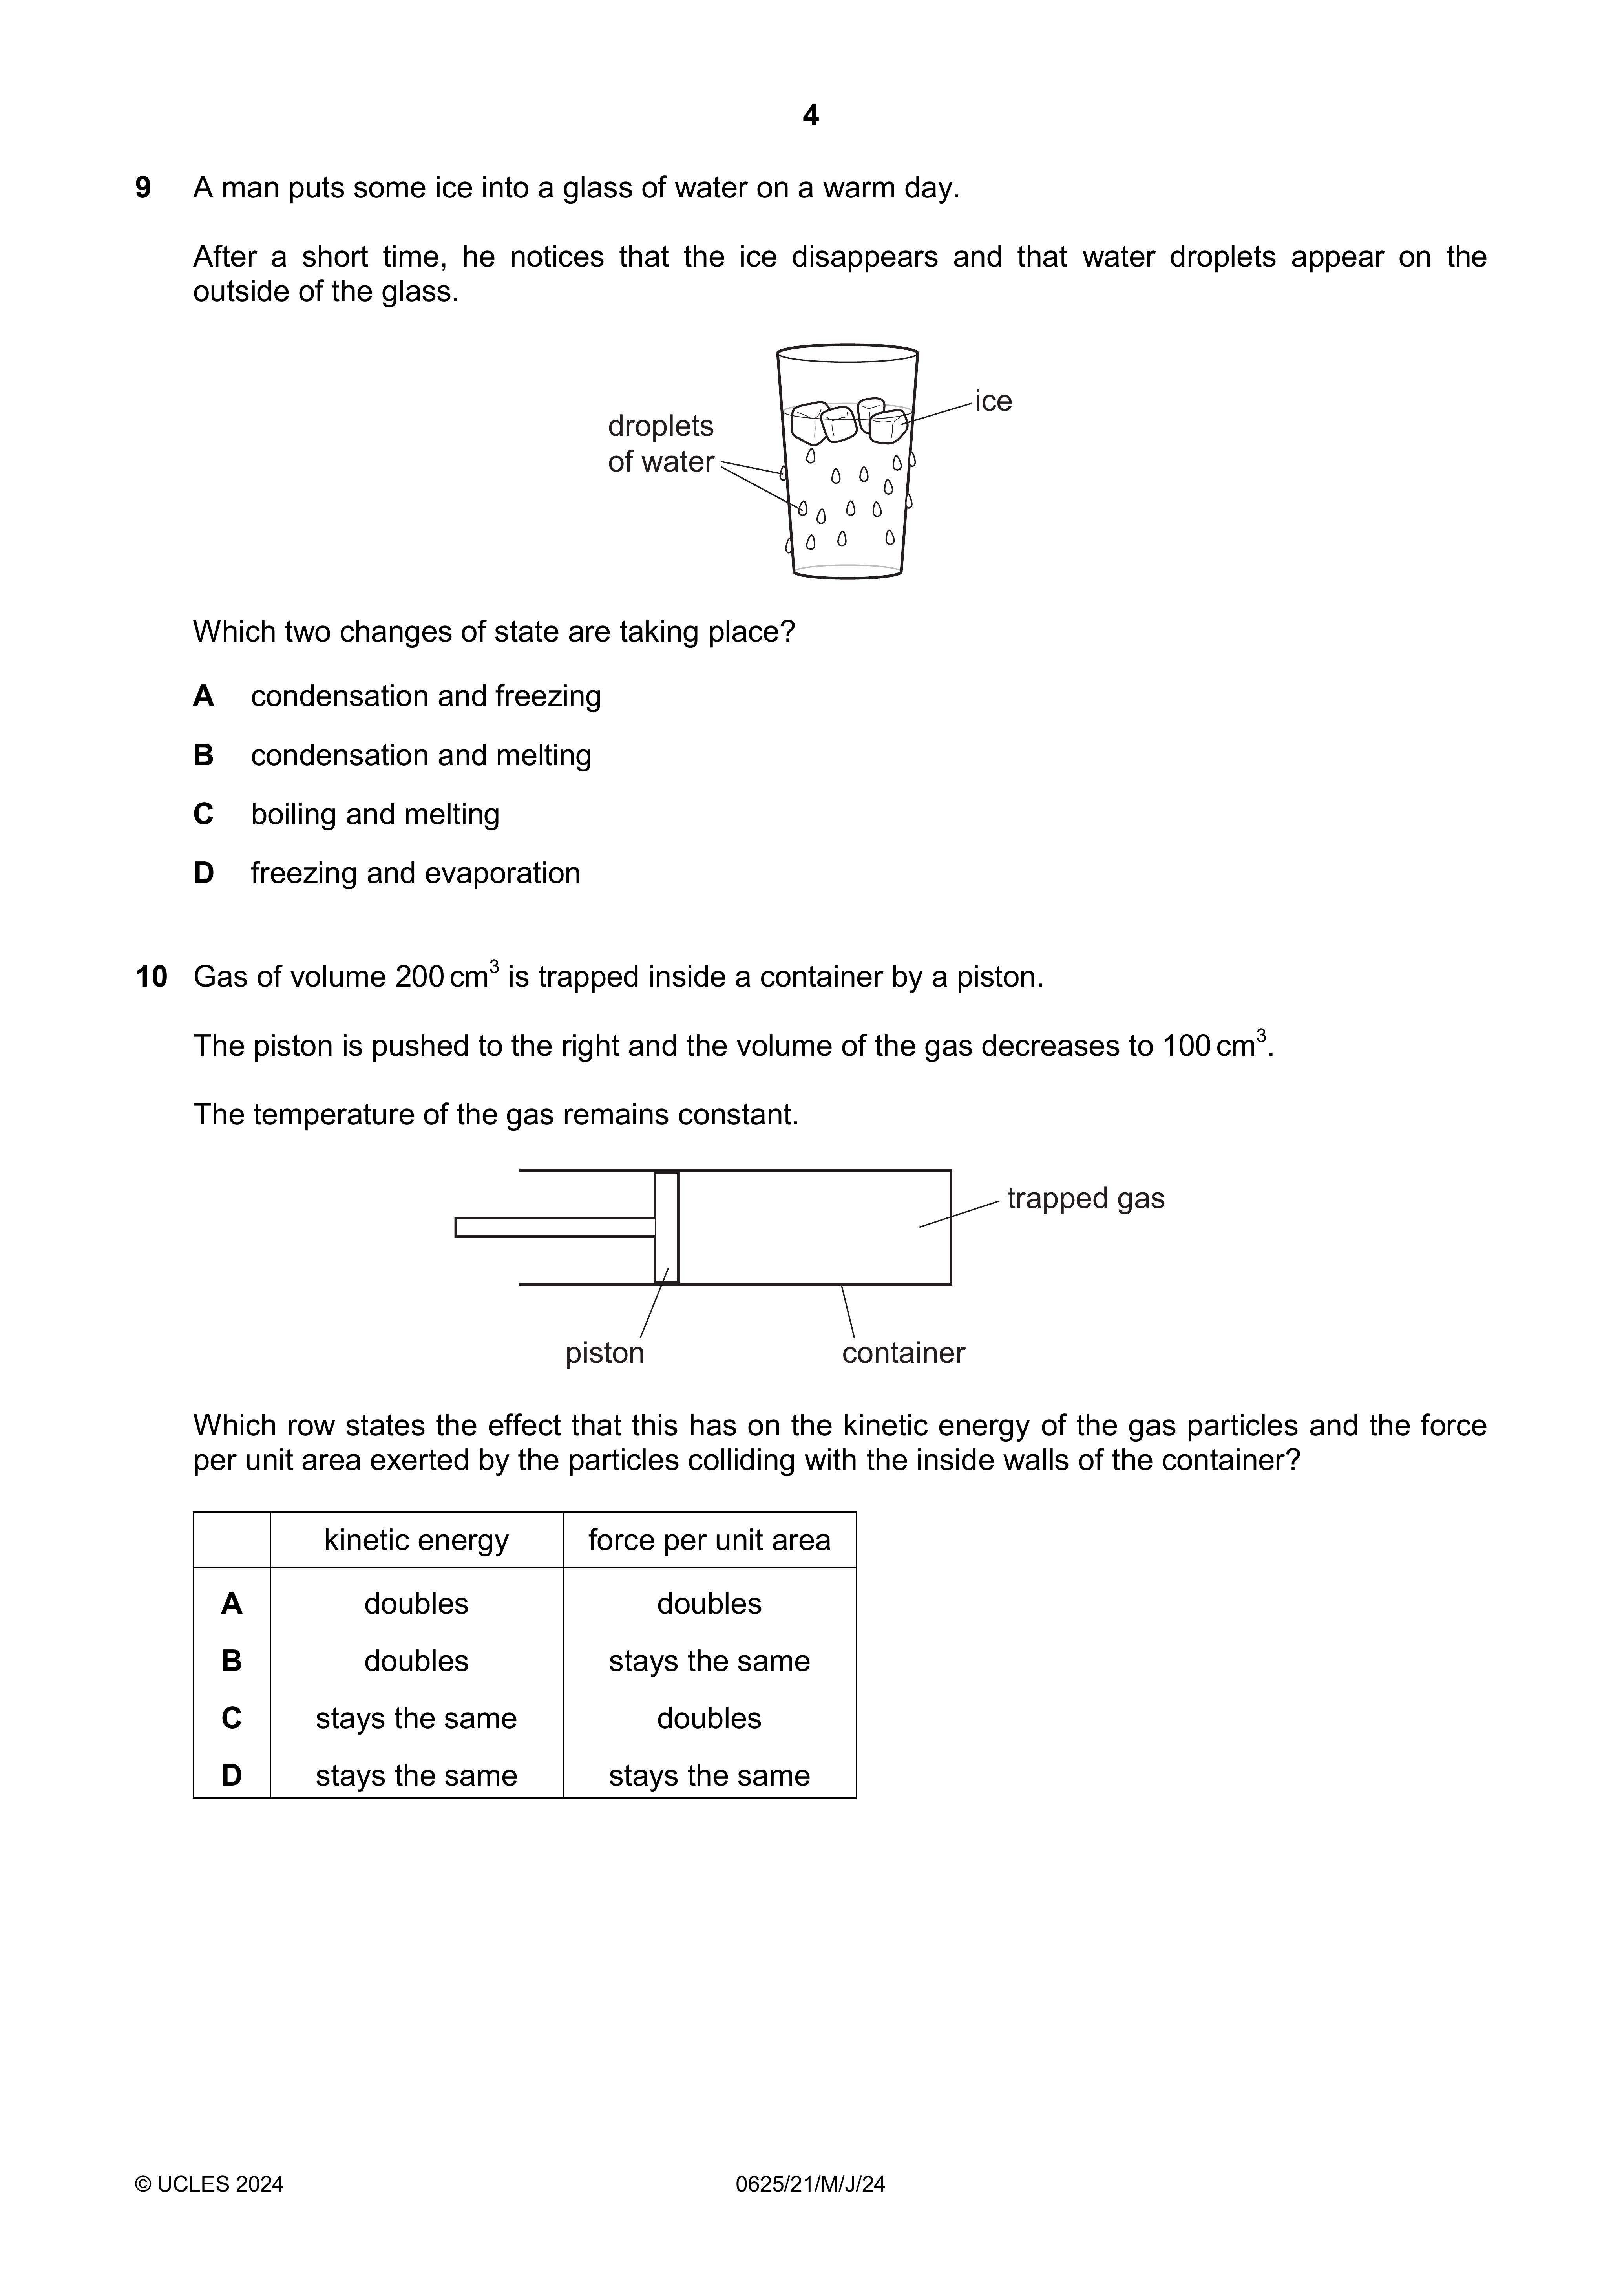 4
9 A man puts some ice into a glass of water on a warm day.
After a short time, he notices that the ice disappears and that water droplets appear on the
outside of the glass.
ice
droplets
of water
Which two changes of state are taking place?
A condensation and freezing
B condensation and melting
C boiling and melting
D freezing and evaporation
10 Gas of volume 200 cm³ is trapped inside a container by a piston.
The piston is pushed to the right and the volume of the gas decreases to 100 cm³.
The temperature of the gas remains constant.
trapped gas
piston container
Which row states the effect that this has on the kinetic energy of the gas particles and the force
per unit area exerted by the particles colliding with the inside walls of the container?
kinetic energy force per unit area
A doubles doubles
B doubles stays the same
C stays the same doubles
D stays the same stays the same
© UCLES 2024 0625/21/M/J/24